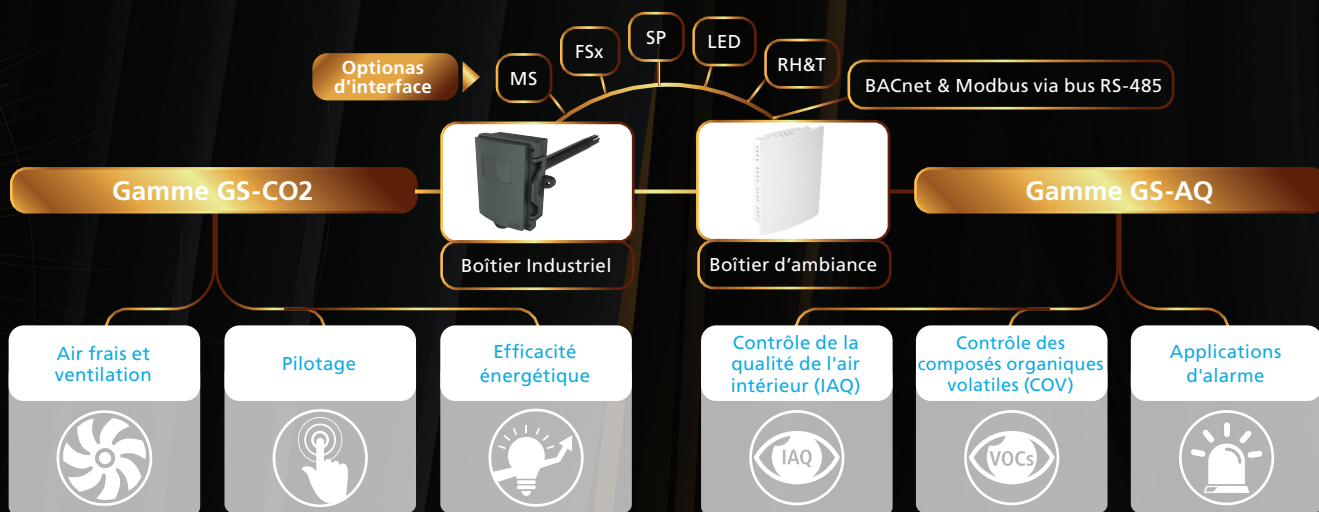 Optionas
d'interface
MS
FSx
SP
LED
RH&T
BACnet & Modbus via bus RS-485
Gamme GS-CO2
Gamme GS-AQ
Boîtier Industriel
Boîtier d’ambiance
Air frais et
ventilation
Pilotage
Efficacité
énergétique
Contrôle de la
qualité de l'air
intérieur (IAQ)
Contrôle des
composés organiques
volatiles (COV)
Applications
d'alarme
IAQ
VOCs